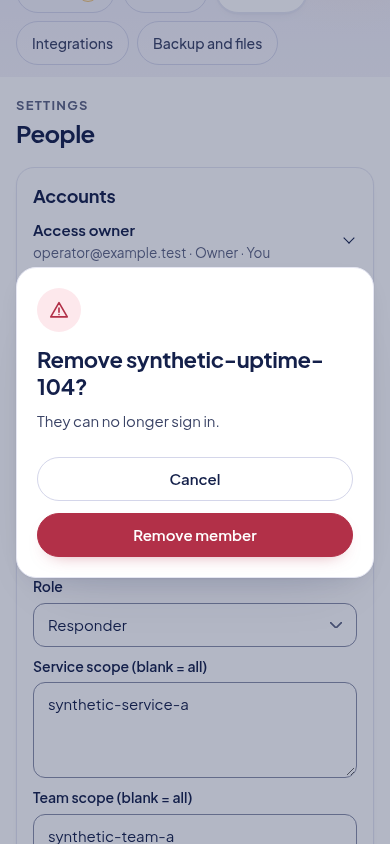 Integrations
Backup and files
SETTINGS
People
Accounts
Access owner
operator@example.test · Owner · You
Remove synthetic-uptime-
104?
They can no longer sign in.
Cancel
Remove member
Role
Responder
Service scope (blank = all)
synthetic-service-a
Team scope (blank = all)
synthetic-team-a